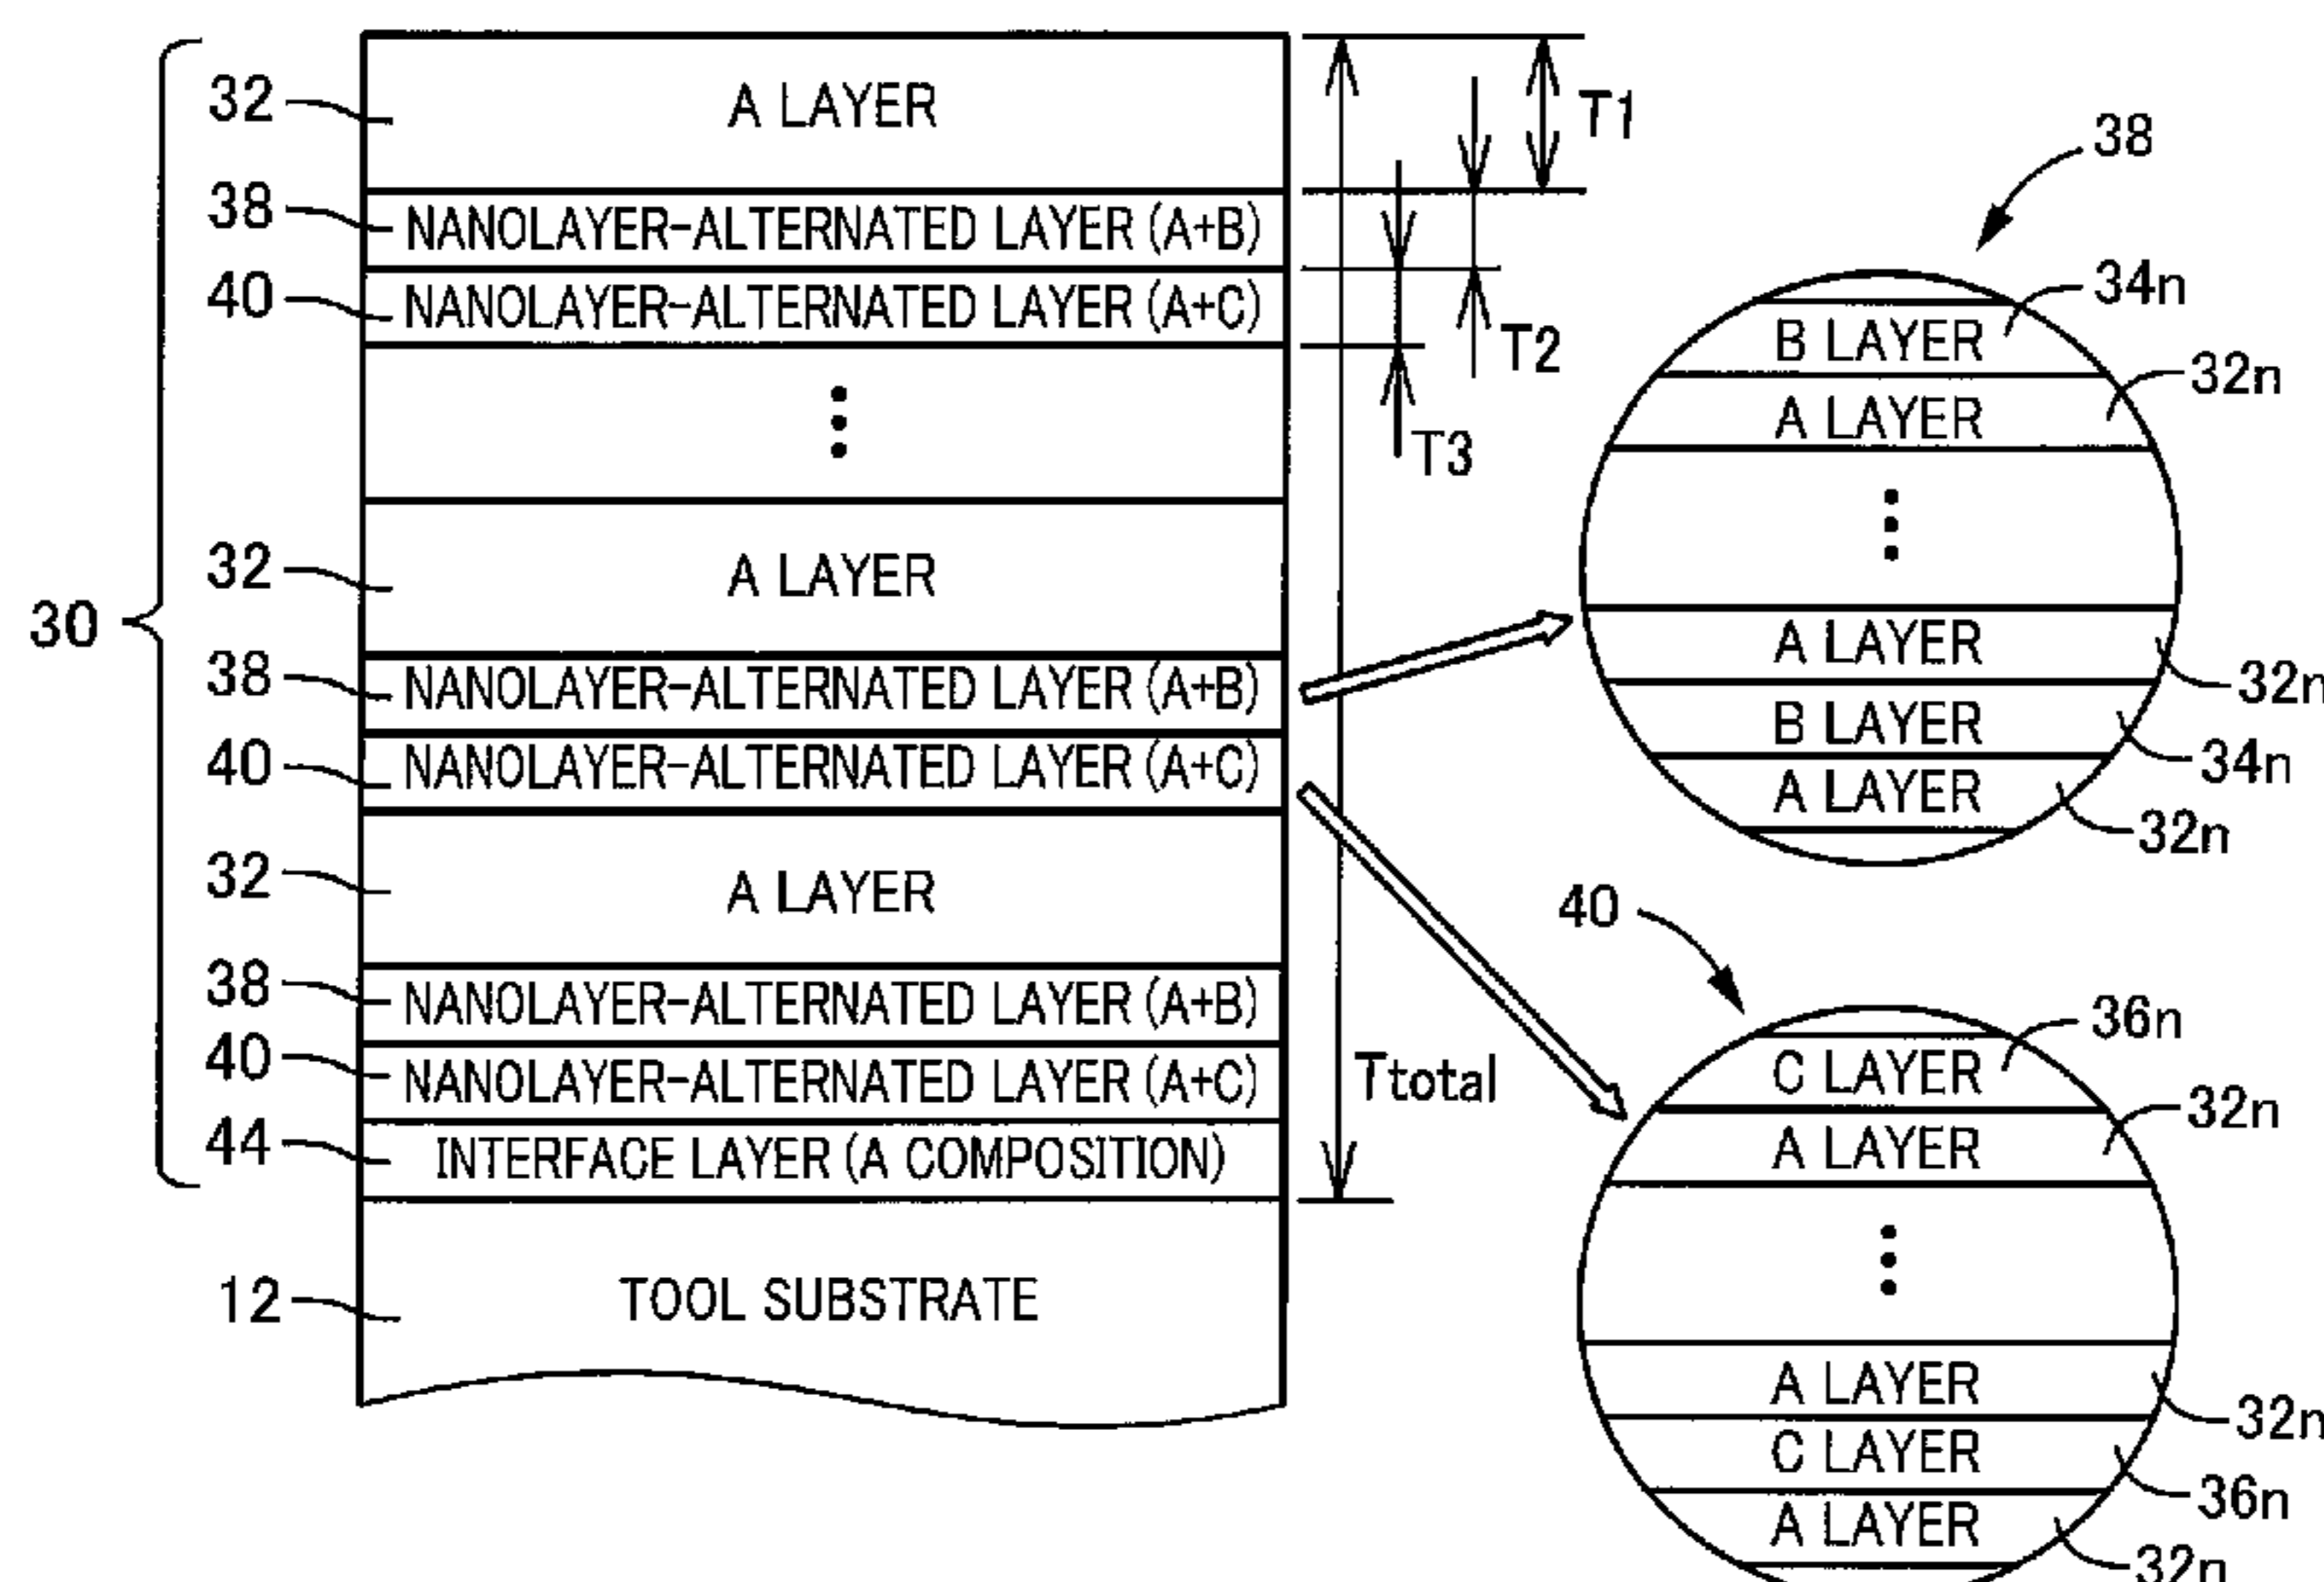 30
32
A LAYER
38
NANOLAYER-ALTERNATED LAYER (A+B)
40
NANOLAYER-ALTERNATED LAYER (A+C)
32
A LAYER
38
NANOLAYER-ALTERNATED LAYER (A+B)
40
NANOLAYER-ALTERNATED LAYER (A+C)
32
A LAYER
38
NANOLAYER-ALTERNATED LAYER (A+B)
40
NANOLAYER-ALTERNATED LAYER (A+C)
44
INTERFACE LAYER (A COMPOSITION)
12
TOOL SUBSTRATE
T1
T2
T3
Ttotal
38
B LAYER
34n
A LAYER
32n
A LAYER
32n
B LAYER
34n
A LAYER
32n
40
C LAYER
36n
A LAYER
32n
A LAYER
32n
C LAYER
36n
A LAYER
32n